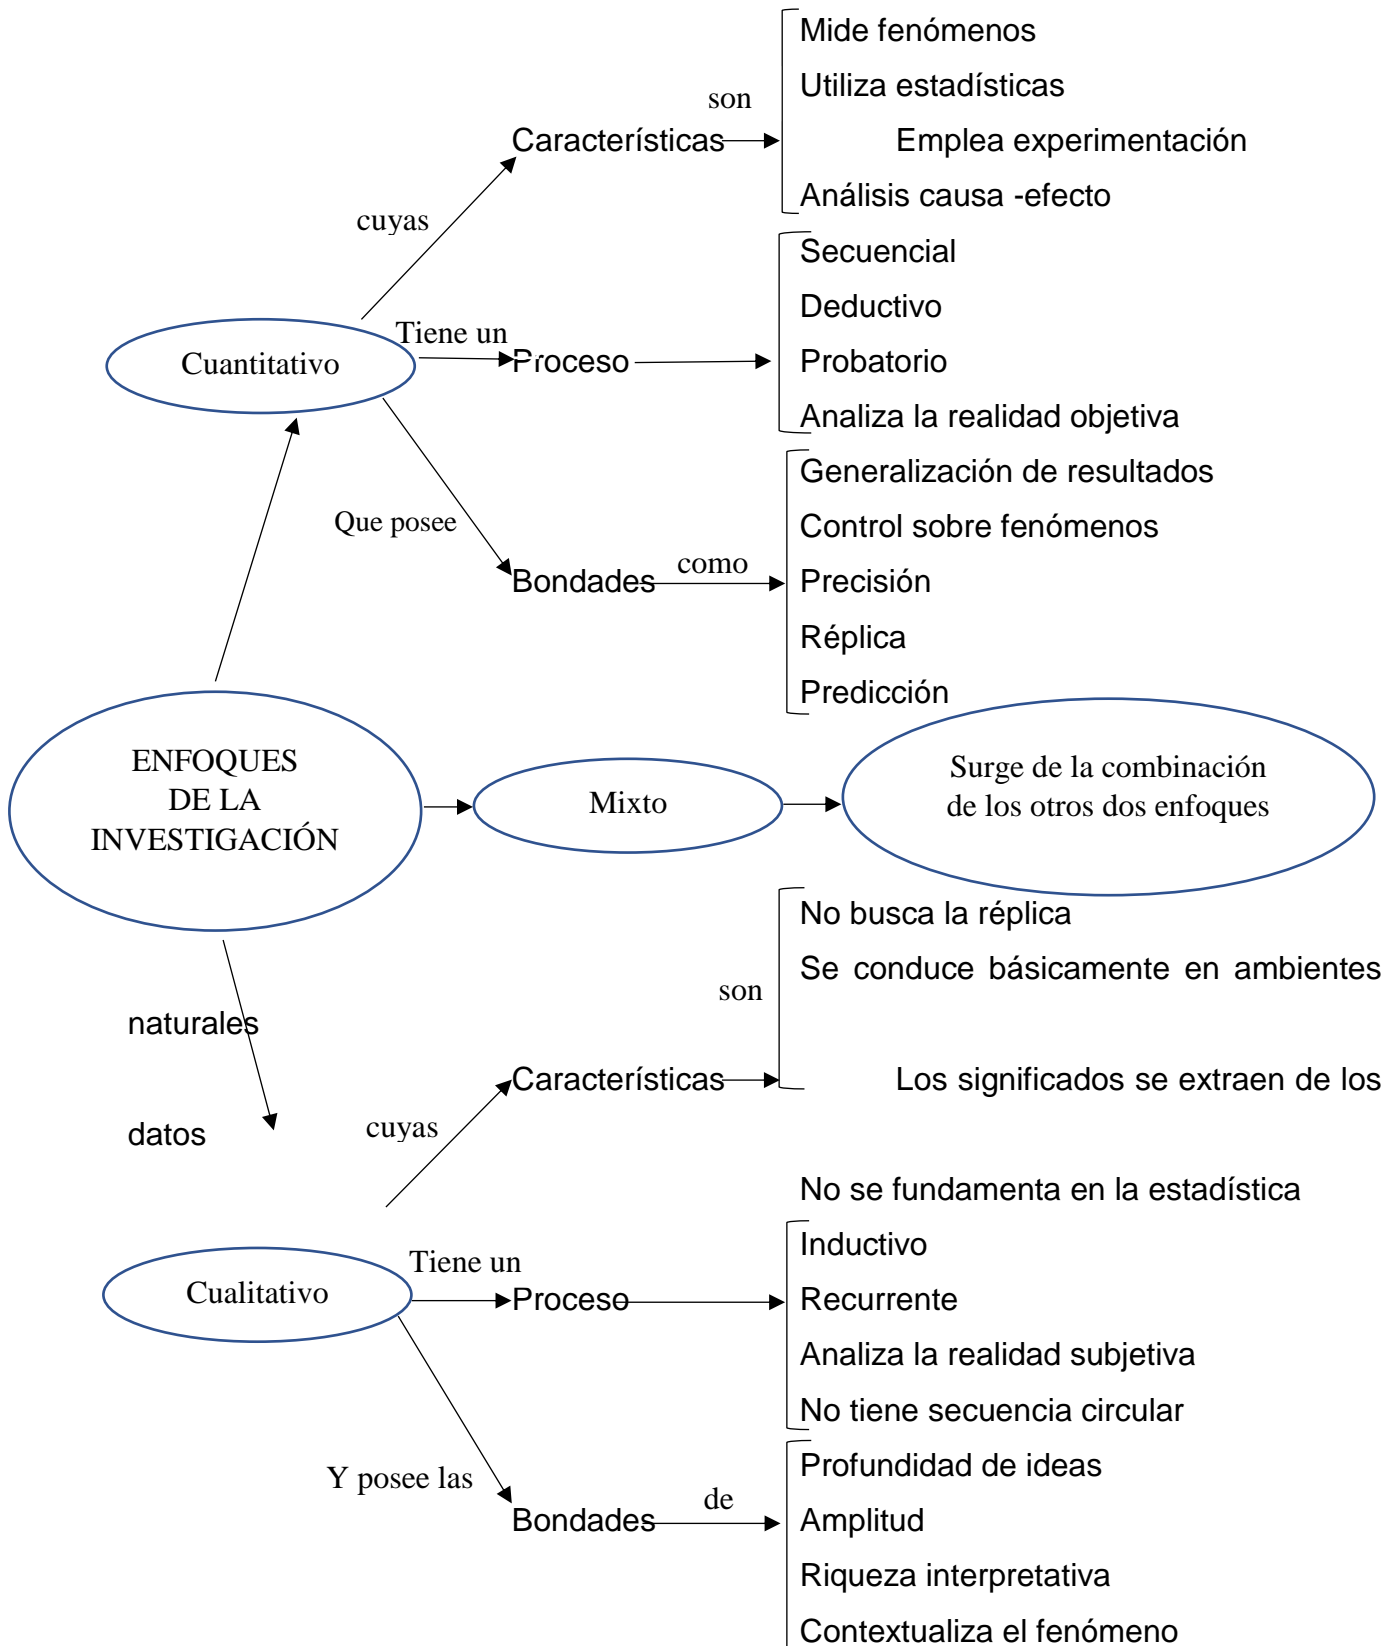 Mide fenómenos
Utiliza estadísticas
son
Características
Emplea experimentación
Análisis causa -efecto
cuyas
Secuencial
Deductivo
Tiene un
Cuantitativo
Proceso
Probatorio
Analiza la realidad objetiva
Generalización de resultados
Que posee
Control sobre fenómenos
Bondades
como
Precisión
Réplica
Predicción
ENFOQUES
DE LA
INVESTIGACIÓN
Mixto
Surge de la combinación
de los otros dos enfoques
No busca la réplica
Se conduce básicamente en ambientes
son
naturales
Características
Los significados se extraen de los
datos
cuyas
No se fundamenta en la estadística
Inductivo
Tiene un
Cualitativo
Proceso
Recurrente
Analiza la realidad subjetiva
No tiene secuencia circular
Profundidad de ideas
Y posee las
Bondades
de
Amplitud
Riqueza interpretativa
Contextualiza el fenómeno